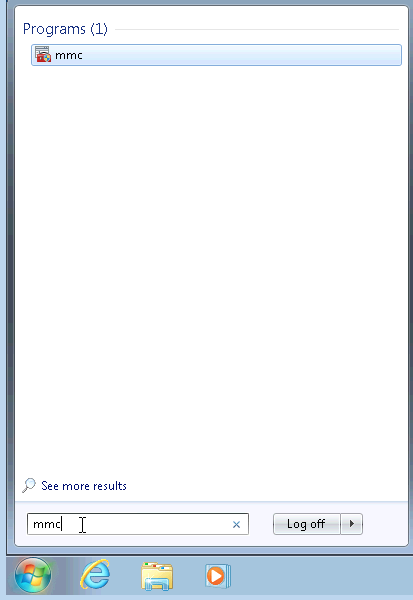 Programs (1)
mmc
See more results
mmc
Log off